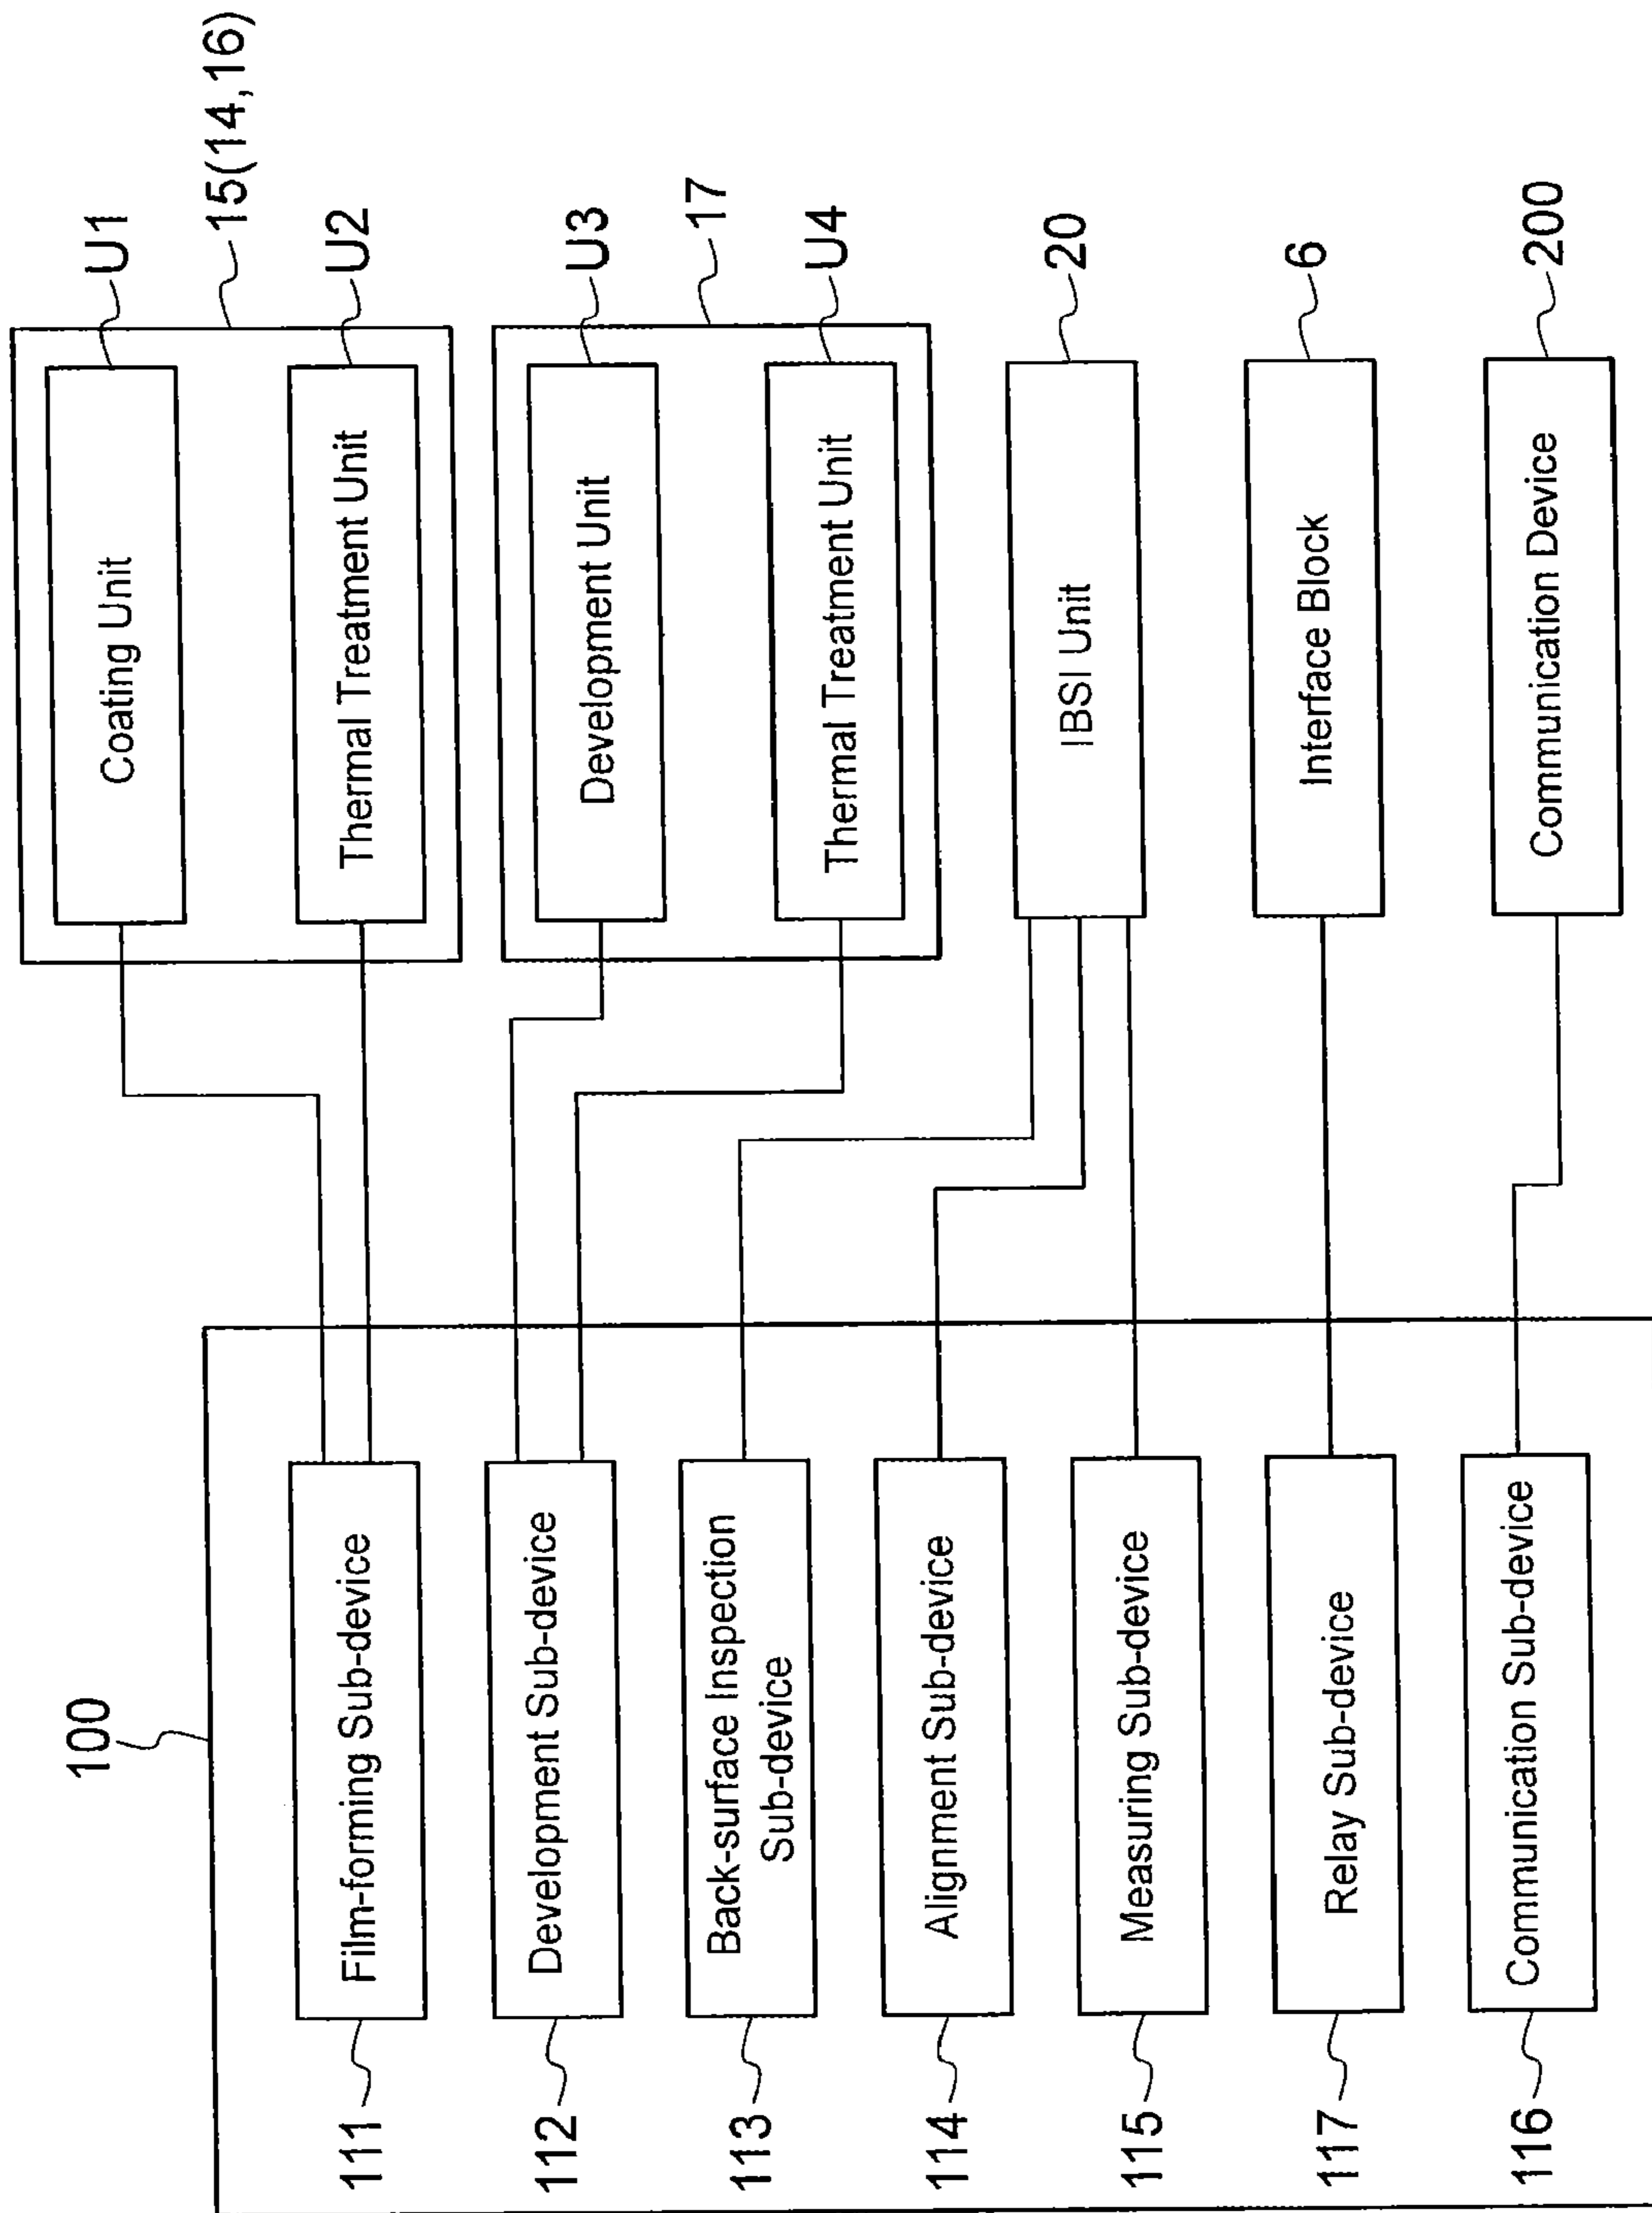 100
111
Film-forming Sub-device
112
Development Sub-device
113
Back-surface Inspection
Sub-device
114
Alignment Sub-device
115
Measuring Sub-device
117
Relay Sub-device
116
Communication Sub-device
Coating Unit
U1
15(14,16)
Thermal Treatment Unit
U2
Development Unit
U3
17
Thermal Treatment Unit
U4
IBSI Unit
20
Interface Block
6
Communication Device
200